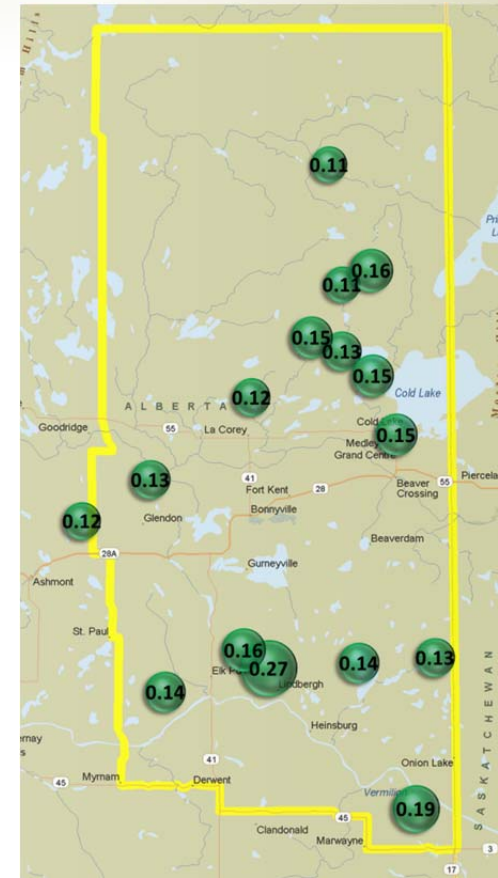 Hills
0.11
0.16
0.11
0.15
0.13
0.15
Cold Lake
0.12
ALBERTA
Goodridge
55
La Corey
0.15
Medley
Grand Centre
0.13
41
Fort Kent
28
55
Beaver
Crossing
Glendon
Bonnyville
0.12
Beaverdam
28A
Ashmont
Gurneyville
St. Paul
0.16
0.27
0.14
0.13
Lindbergh
0.14
SASKATCHEWAN
Heinsburg
41
Onion Lake
45
Myrnam
Derwent
0.19
45
Clandonald
Marwayne
3
17